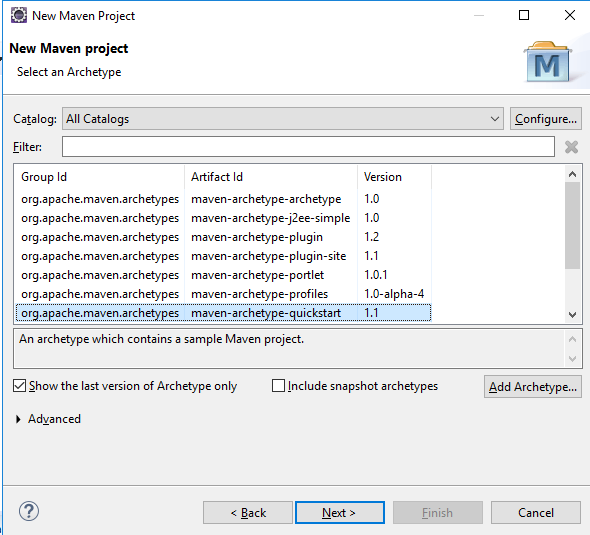 New Maven Project
New Maven project
Select an Archetype
M
Catalog: All Catalogs Configure...
Filter:
Group Id Artifact Id Version
org.apache.maven.archetypes maven-archetype-archetype 1.0
org.apache.maven.archetypes maven-archetype-j2ee-simple 1.0
org.apache.maven.archetypes maven-archetype-plugin 1.2
org.apache.maven.archetypes maven-archetype-plugin-site 1.1
org.apache.maven.archetypes maven-archetype-portlet 1.0.1
org.apache.maven.archetypes maven-archetype-profiles 1.0-alpha-4
org.apache.maven.archetypes maven-archetype-quickstart 1.1
An archetype which contains a sample Maven project.
Show the last version of Archetype only Include snapshot archetypes Add Archetype...
Advanced
? < Back Next > Finish Cancel